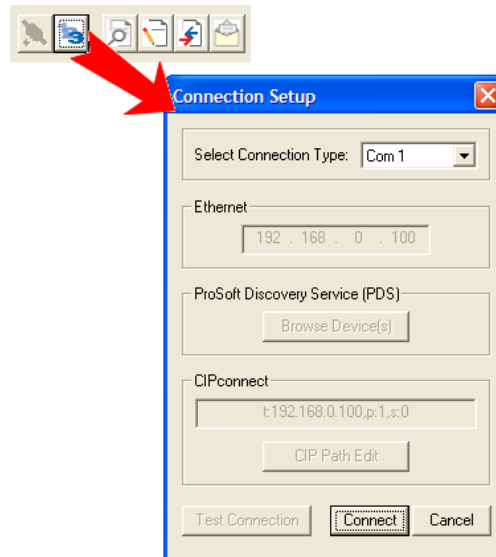 Connection Setup
Select Connection Type: Com 1
Ethernet
192 . 168 . 0 . 100
ProSoft Discovery Service (PDS)
Browse Device(s)
CIPconnect
t:192.168.0.100,p:1,s:0
CIP Path Edit
Test Connection Connect Cancel